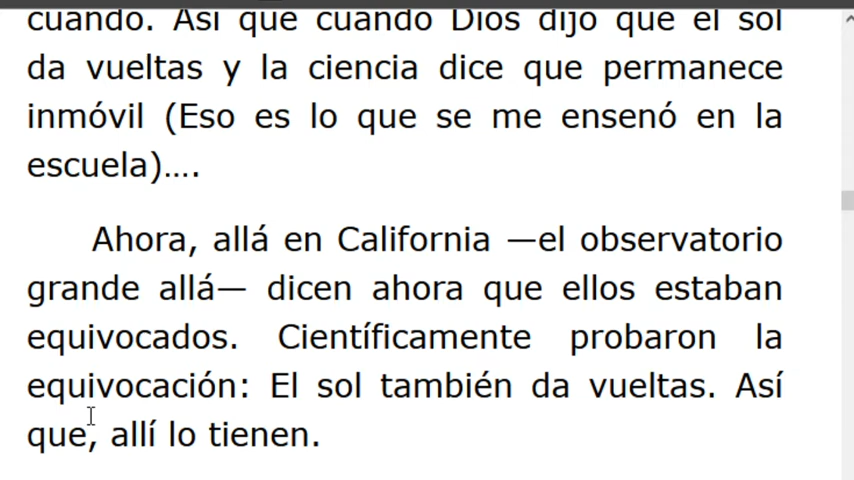 cuando. Así que cuando Dios dijo que el sol
da vueltas y la ciencia dice que permanece
inmóvil (Eso es lo que se me ensenó en la
escuela)....
Ahora, allá en California —el observatorio
grande allá— dicen ahora que ellos estaban
equivocados. Científicamente probaron la
equivocación: El sol también da vueltas. Así
que, allí lo tienen.